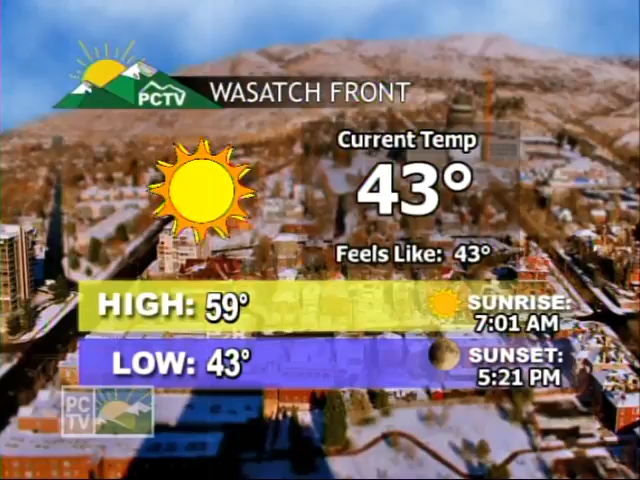 PCTV
WASATCH FRONT
Current Temp
43°
Feels Like: 43°
HIGH: 59°
SUNRISE:
7:01 AM
LOW: 43°
SUNSET:
5:21 PM
PC
TV